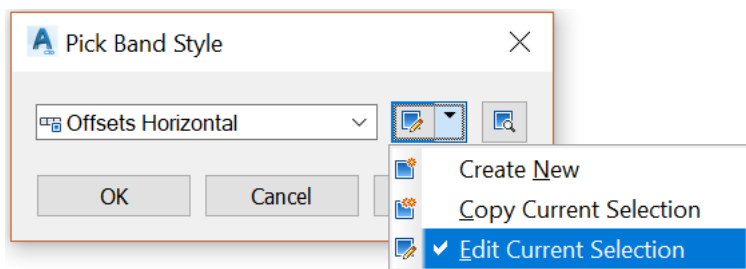 Pick Band Style
Offsets Horizontal
Create New
OK Cancel
Copy Current Selection
Edit Current Selection